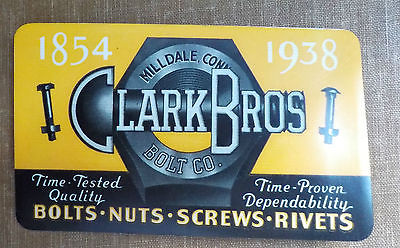 1854 1938
MILLDALE, CONN.
CLARK BROS
BOLT CO.
Time-Tested
Quality
Time-Proven
Dependability
BOLTS·NUTS·SCREWS·RIVETS